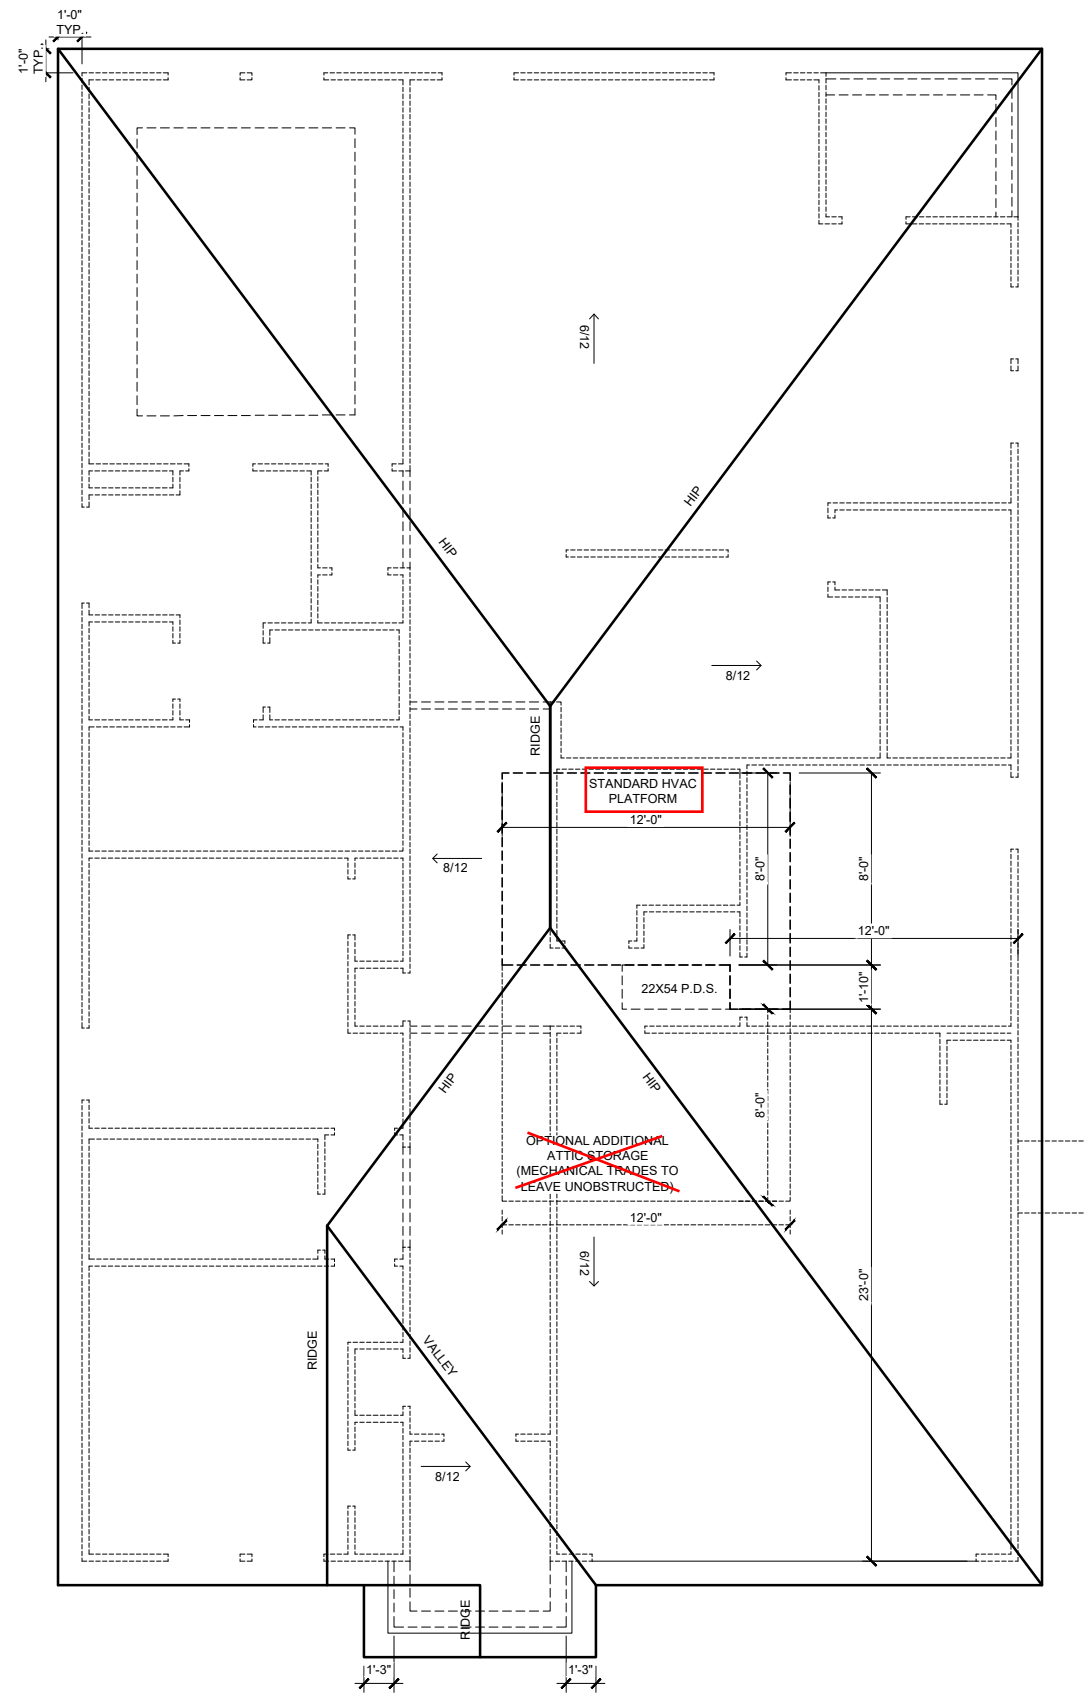 1'-0"
TYP.
1'-0"
TYP.
6/12
HIP
HIP
8/12
RIDGE
STANDARD HVAC
PLATFORM
12'-0"
8/12
8'-0"
8'-0"
12'-0"
22X54 P.D.S.
1'-10"
HIP
HIP
8'-0"
OPTIONAL ADDITIONAL
ATTIC STORAGE
(MECHANICAL TRADES TO
LEAVE UNOBSTRUCTED)
12'-0"
6/12
23'-0"
RIDGE
VALLEY
8/12
RIDGE
1'-3"
1'-3"